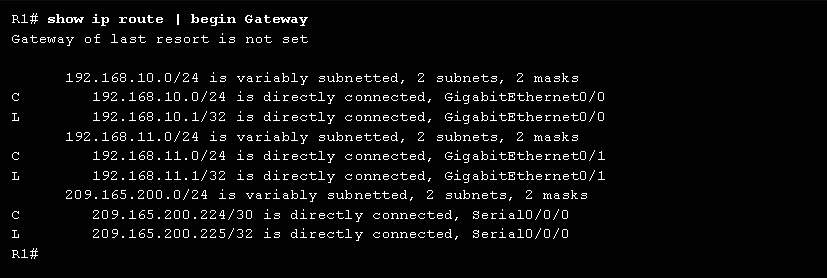 R1# show ip route | begin Gateway
Gateway of last resort is not set
192.168.10.0/24 is variably subnetted, 2 subnets, 2 masks
C 192.168.10.0/24 is directly connected, GigabitEthernet0/0
L 192.168.10.1/32 is directly connected, GigabitEthernet0/0
192.168.11.0/24 is variably subnetted, 2 subnets, 2 masks
C 192.168.11.0/24 is directly connected, GigabitEthernet0/1
L 192.168.11.1/32 is directly connected, GigabitEthernet0/1
209.165.200.0/24 is variably subnetted, 2 subnets, 2 masks
C 209.165.200.224/30 is directly connected, Serial0/0/0
L 209.165.200.225/32 is directly connected, Serial0/0/0
R1#